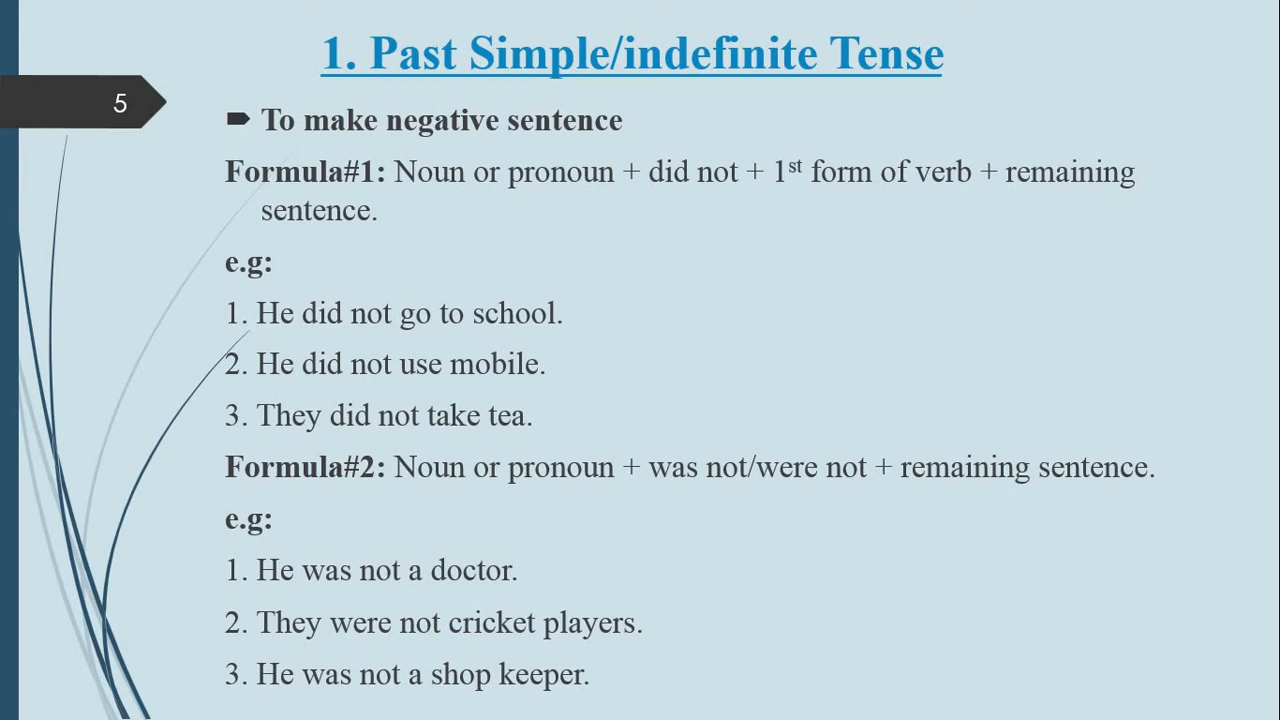 1. Past Simple/indefinite Tense
5
To make negative sentence
Formula#1: Noun or pronoun + did not + 1st form of verb + remaining
sentence.
e.g:
1. He did not go to school.
2. He did not use mobile.
3. They did not take tea.
Formula#2: Noun or pronoun + was not/were not + remaining sentence.
e.g:
1. He was not a doctor.
2. They were not cricket players.
3. He was not a shop keeper.